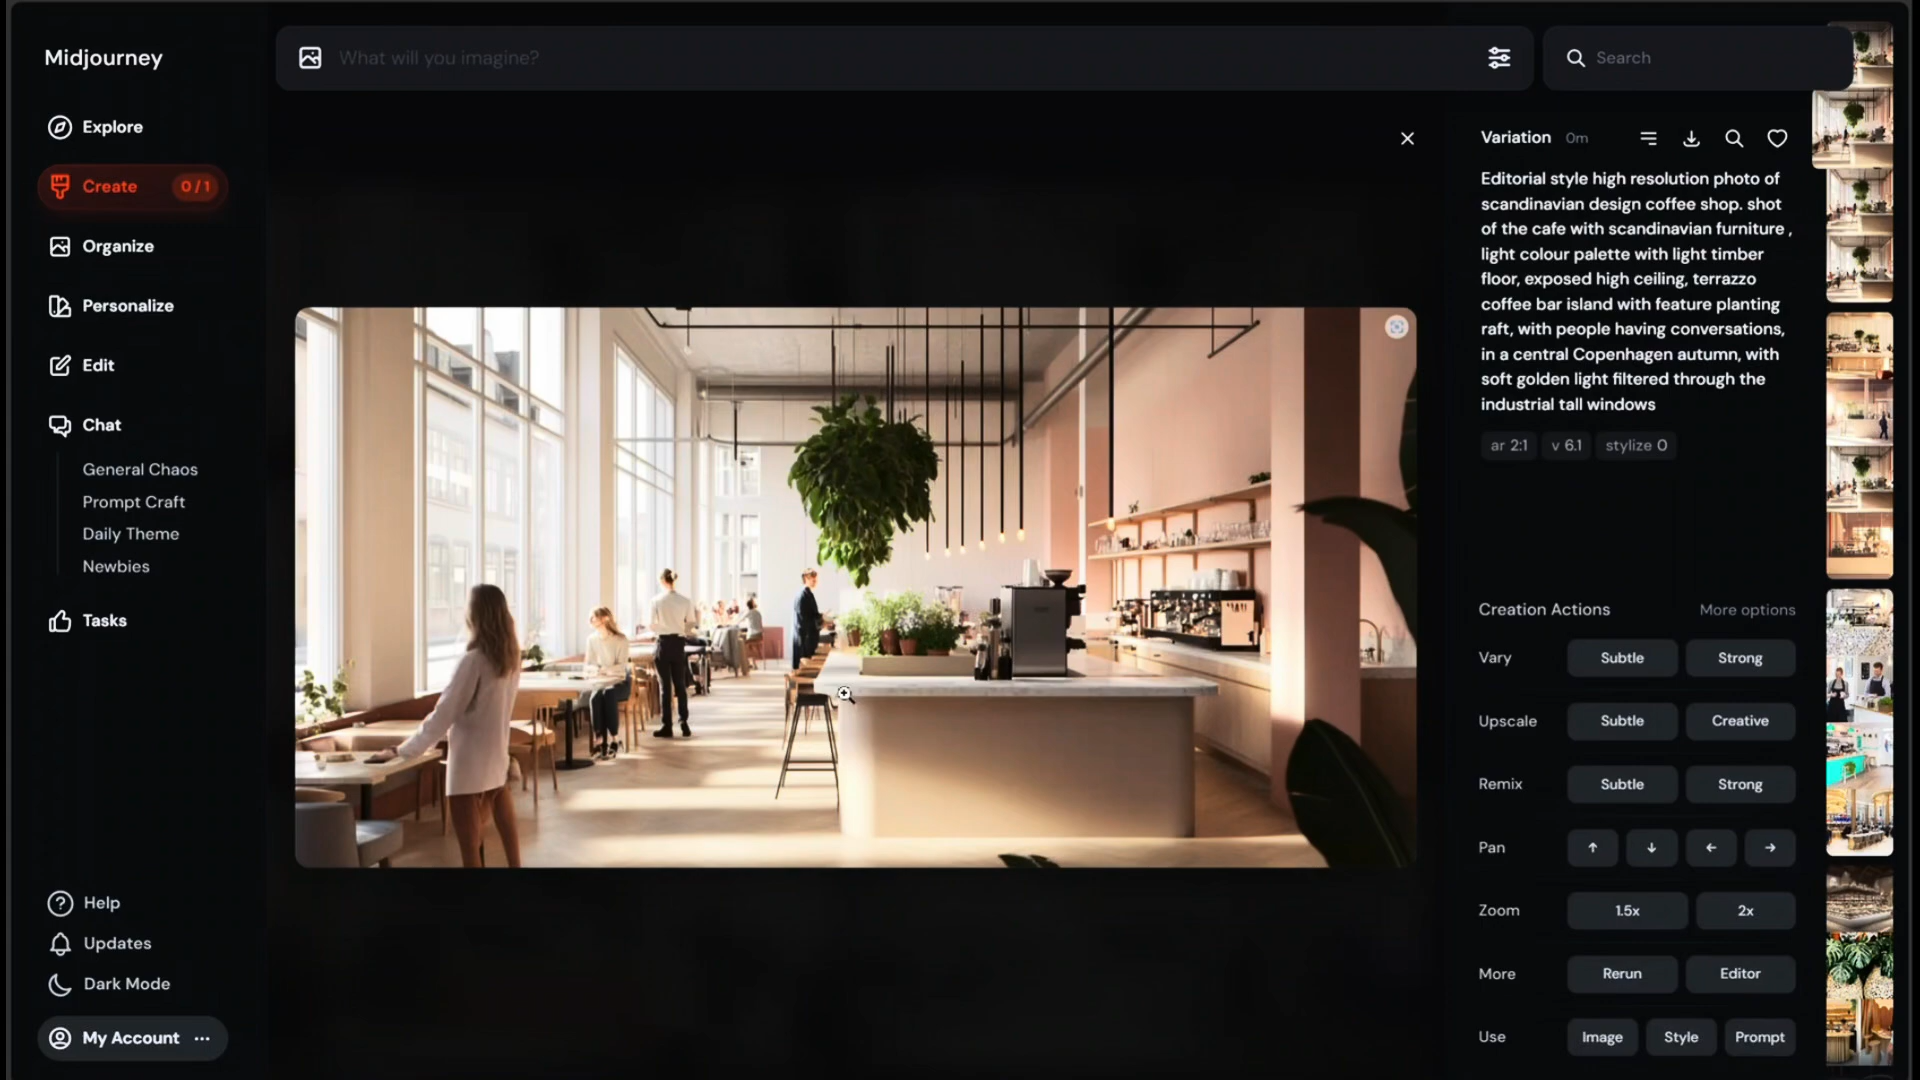 Midjourney
What will you imagine?
Search
Explore
Create 0 / 1
Organize
Personalize
Edit
Chat
General Chaos
Prompt Craft
Daily Theme
Newbies
Tasks
Help
Updates
Dark Mode
My Account ...
Variation 0m
Editorial style high resolution photo of
scandinavian design coffee shop. shot
of the cafe with scandinavian furniture ,
light colour palette with light timber
floor, exposed high ceiling, terrazzo
coffee bar island with feature planting
raft, with people having conversations,
in a central Copenhagen autumn, with
soft golden light filtered through the
industrial tall windows
ar 2:1 v 6.1 stylize 0
Creation Actions More options
Vary Subtle Strong
Upscale Subtle Creative
Remix Subtle Strong
Pan
Zoom 1.5x 2x
More Rerun Editor
Use Image Style Prompt